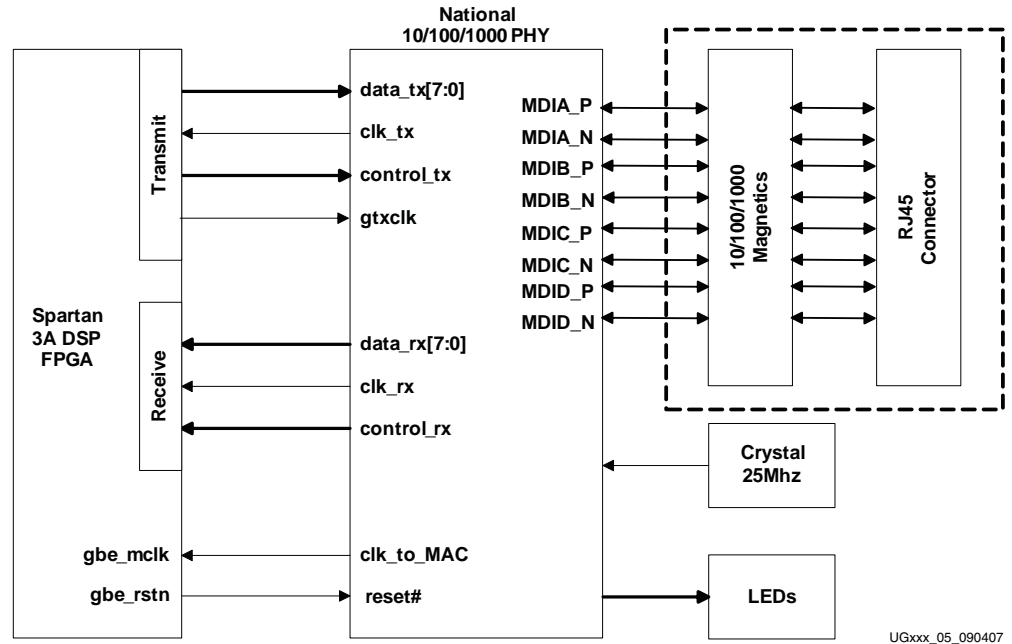 National
10/100/1000 PHY
Transmit
data_tx[7:0]
clk_tx
control_tx
gtxclk
MDIA_P
MDIA_N
MDIB_P
MDIB_N
MDIC_P
MDIC_N
MDID_P
MDID_N
10/100/1000
Magnetics
RJ45
Connector
Spartan
3A DSP
FPGA
Receive
data_rx[7:0]
clk_rx
control_rx
Crystal
25Mhz
gbe_mclk
clk_to_MAC
gbe_rstn
reset#
LEDs
UGxxx_05_090407